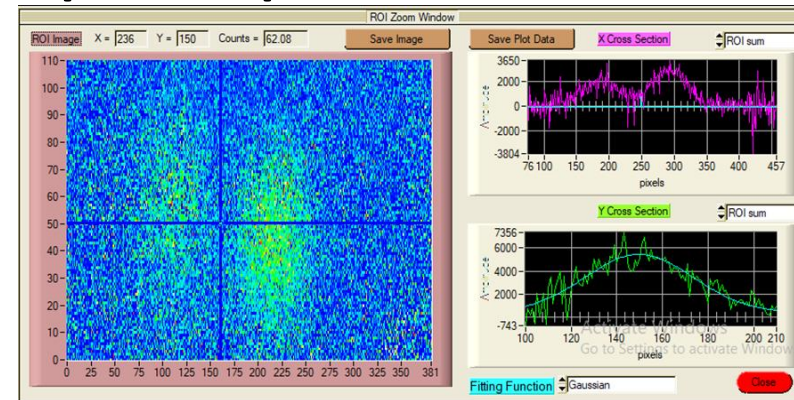 ROI Zoom Window
ROI Image X = 236 Y = 150 Counts = 62.08 Save Image Save Plot Data X Cross Section ROI sum
110
100
90
80
70
60
50
40
30
20
10
0
0 25 50 75 100 125 150 175 200 225 250 275 300 325 350 381
3650
2000
0
-2000
-3804
Amplitude
76 100 150 200 250 300 350 400 457
pixels
Y Cross Section ROI sum
7356
6000
4000
2000
-743
100 120 140 160 180 200 210
pixels
Activate Windows
Go to Settings to activate Window
Fitting Function Gaussian Close